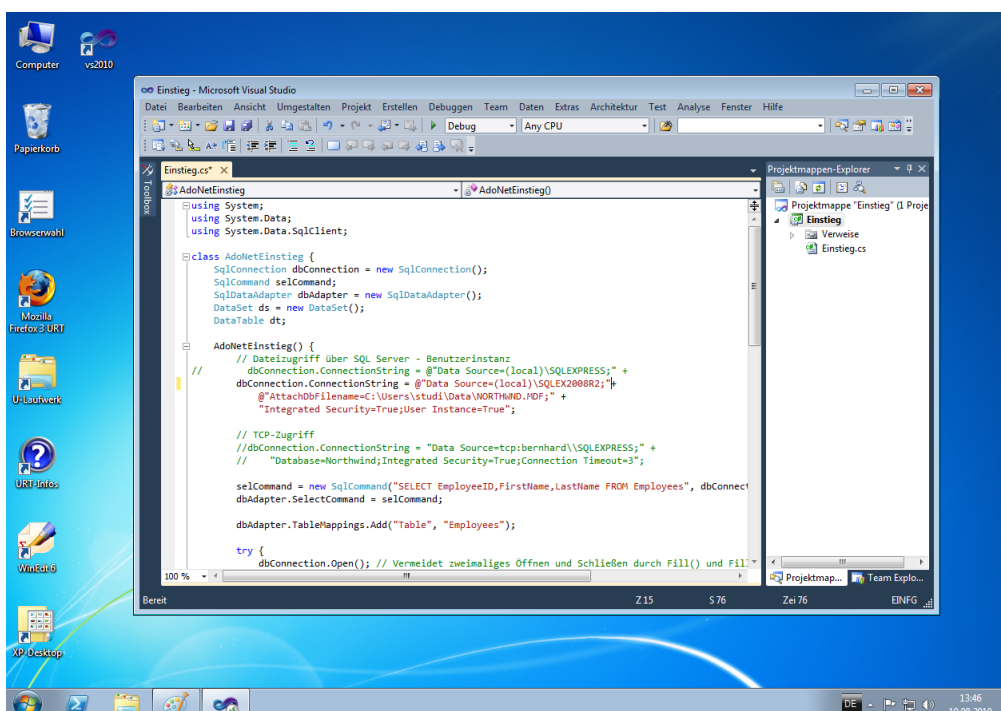 Computer
vs2010
Papierkorb
Browserwahl
Mozilla
Firefox 3 URT
U-Laufwerk
URT-Infos
WinEdt 6
XP-Desktop
Einstieg - Microsoft Visual Studio
Datei Bearbeiten Ansicht Umgestalten Projekt Erstellen Debuggen Team Daten Extras Architektur Test Analyse Fenster Hilfe
Debug Any CPU
Toolbox
Einstieg.cs*
AdoNetEinstieg AdoNetEinstieg()
using System;
using System.Data;
using System.Data.SqlClient;
class AdoNetEinstieg {
SqlConnection dbConnection = new SqlConnection();
SqlCommand selCommand;
SqlDataAdapter dbAdapter = new SqlDataAdapter();
DataSet ds = new DataSet();
DataTable dt;
AdoNetEinstieg() {
// Dateizugriff über SQL Server - Benutzerinstanz
// dbConnection.ConnectionString = @"Data Source=(local)\SQLEXPRESS;" +
dbConnection.ConnectionString = @"Data Source=(local)\SQLEX2008R2;"+
@"AttachDbFilename=C:\Users\studi\Data\NORTHWND.MDF;" +
"Integrated Security=True;User Instance=True";
// TCP-Zugriff
//dbConnection.ConnectionString = "Data Source=tcp:bernhard\\SQLEXPRESS;" +
// "Database=Northwind;Integrated Security=True;Connection Timeout=3";
selCommand = new SqlCommand("SELECT EmployeeID,FirstName,LastName FROM Employees", dbConnect
dbAdapter.SelectCommand = selCommand;
dbAdapter.TableMappings.Add("Table", "Employees");
try {
dbConnection.Open(); // Vermeidet zweimaliges Öffnen und Schließen durch Fill() und Fill
100 %
Projektmappen-Explorer
Projektmappe "Einstieg" (1 Proje
Einstieg
Verweise
Einstieg.cs
Projektmap... Team Explo...
Bereit Z 15 S 76 Zei 76 EINFG
DE 13:46